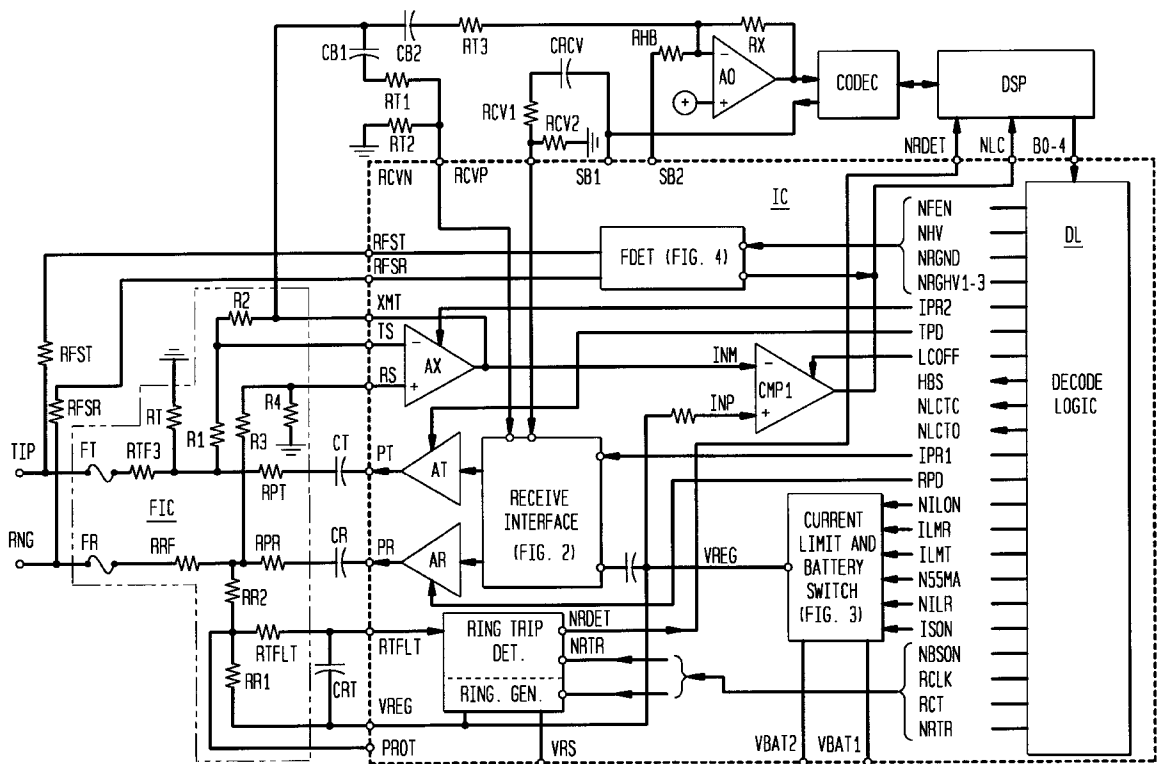 CB1
CB2
RT3
CRCV
RHB
RX
AO
CODEC
DSP
RT1
RT2
RCV1
RCV2
RCVN
RCVP
SB1
SB2
NRDET
NLC
B0-4
IC
DL
DECODE
LOGIC
RFST
RFSR
FDET (FIG. 4)
NFEN
NHV
NRGND
NRGHV1-3
IPR2
TPD
LCOFF
HBS
NLCTC
NLCTO
IPR1
RPD
NILON
ILMR
ILMT
N55MA
NILR
ISON
NBSON
RCLK
RCT
NRTR
R2
XMT
TS
RS
AX
INM
INP
CMP1
RFST
RFSR
RT
R1
R3
R4
TIP
FT
RTF3
RPT
CT
PT
AT
RECEIVE
INTERFACE
(FIG. 2)
FIC
RNG
FR
RRF
RPR
CR
PR
AR
VREG
CURRENT
LIMIT AND
BATTERY
SWITCH
(FIG. 3)
RR2
RTFLT
RTFLT
RING TRIP
DET.
RING. GEN.
NRDET
NRTR
RR1
CRT
VREG
PROT
VRS
VBAT2
VBAT1